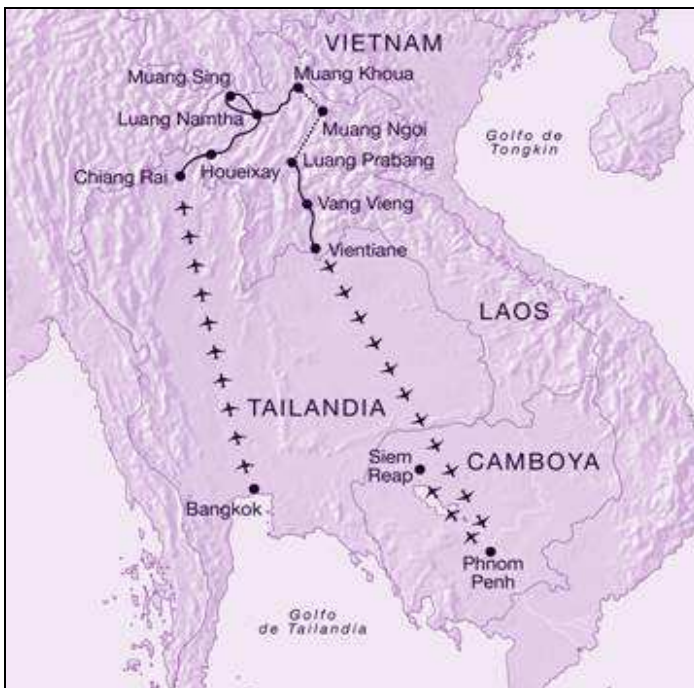 VIETNAM
Muang Sing
Muang Khoua
Luang Namtha
Muang Ngoi
Golfo de
Tongkin
Houeixay
Luang Prabang
Chiang Rai
Vang Vieng
Vientiane
LAOS
TAILANDIA
Siem
Reap
CAMBOYA
Bangkok
Phnom
Penh
Golfo
de Tailandia